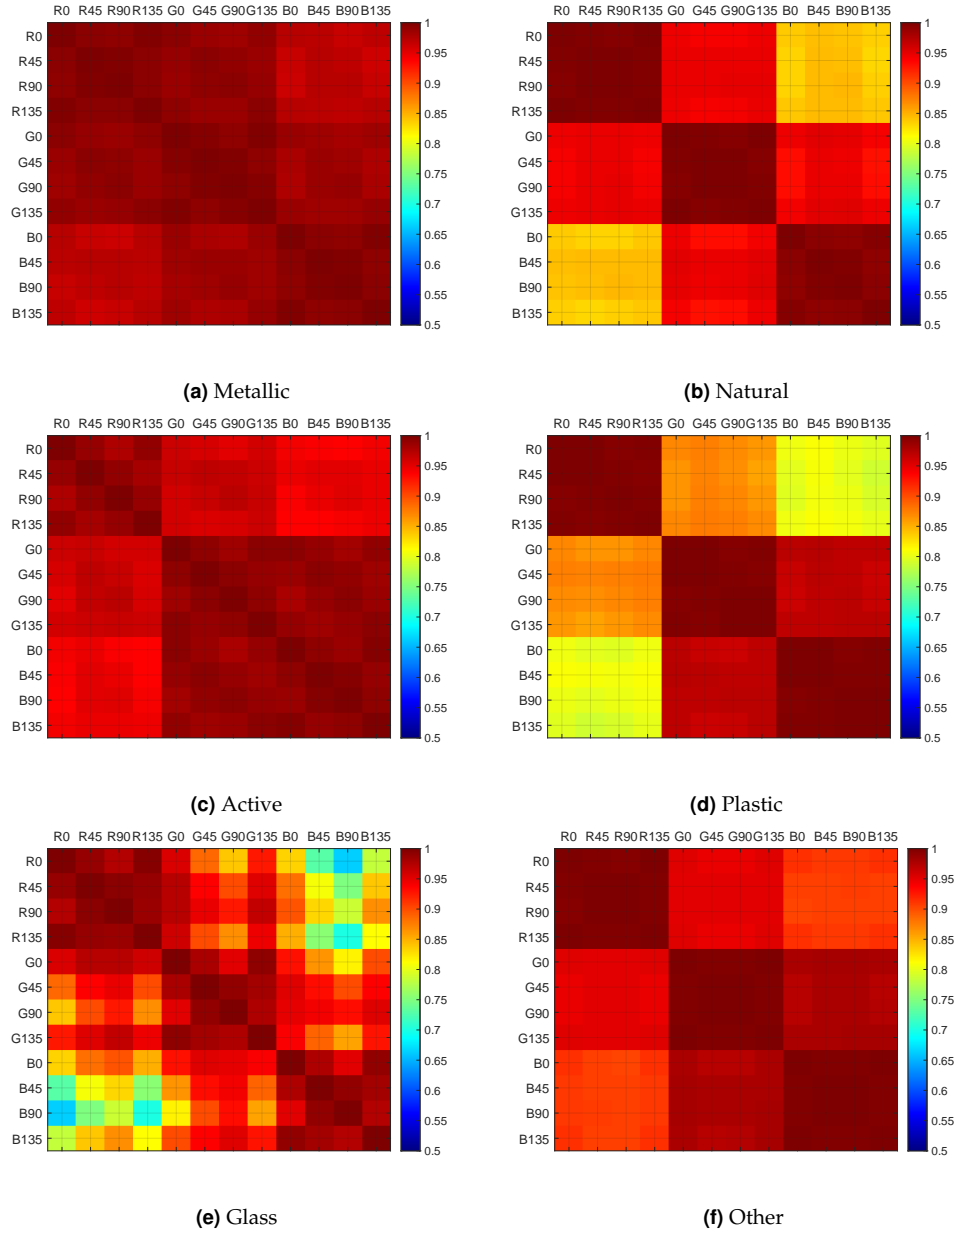 R0 R45 R90 R135 G0 G45 G90 G135 B0 B45 B90 B135
R0
R45
R90
R135
G0
G45
G90
G135
B0
B45
B90
B135
1
0.95
0.9
0.85
0.8
0.75
0.7
0.65
0.6
0.55
0.5
(a) Metallic
R0 R45 R90 R135 G0 G45 G90 G135 B0 B45 B90 B135
R0
R45
R90
R135
G0
G45
G90
G135
B0
B45
B90
B135
1
0.95
0.9
0.85
0.8
0.75
0.7
0.65
0.6
0.55
0.5
(b) Natural
R0 R45 R90 R135 G0 G45 G90 G135 B0 B45 B90 B135
R0
R45
R90
R135
G0
G45
G90
G135
B0
B45
B90
B135
1
0.95
0.9
0.85
0.8
0.75
0.7
0.65
0.6
0.55
0.5
(c) Active
R0 R45 R90 R135 G0 G45 G90 G135 B0 B45 B90 B135
R0
R45
R90
R135
G0
G45
G90
G135
B0
B45
B90
B135
1
0.95
0.9
0.85
0.8
0.75
0.7
0.65
0.6
0.55
0.5
(d) Plastic
R0 R45 R90 R135 G0 G45 G90 G135 B0 B45 B90 B135
R0
R45
R90
R135
G0
G45
G90
G135
B0
B45
B90
B135
1
0.95
0.9
0.85
0.8
0.75
0.7
0.65
0.6
0.55
0.5
(e) Glass
R0 R45 R90 R135 G0 G45 G90 G135 B0 B45 B90 B135
R0
R45
R90
R135
G0
G45
G90
G135
B0
B45
B90
B135
1
0.95
0.9
0.85
0.8
0.75
0.7
0.65
0.6
0.55
0.5
(f) Other